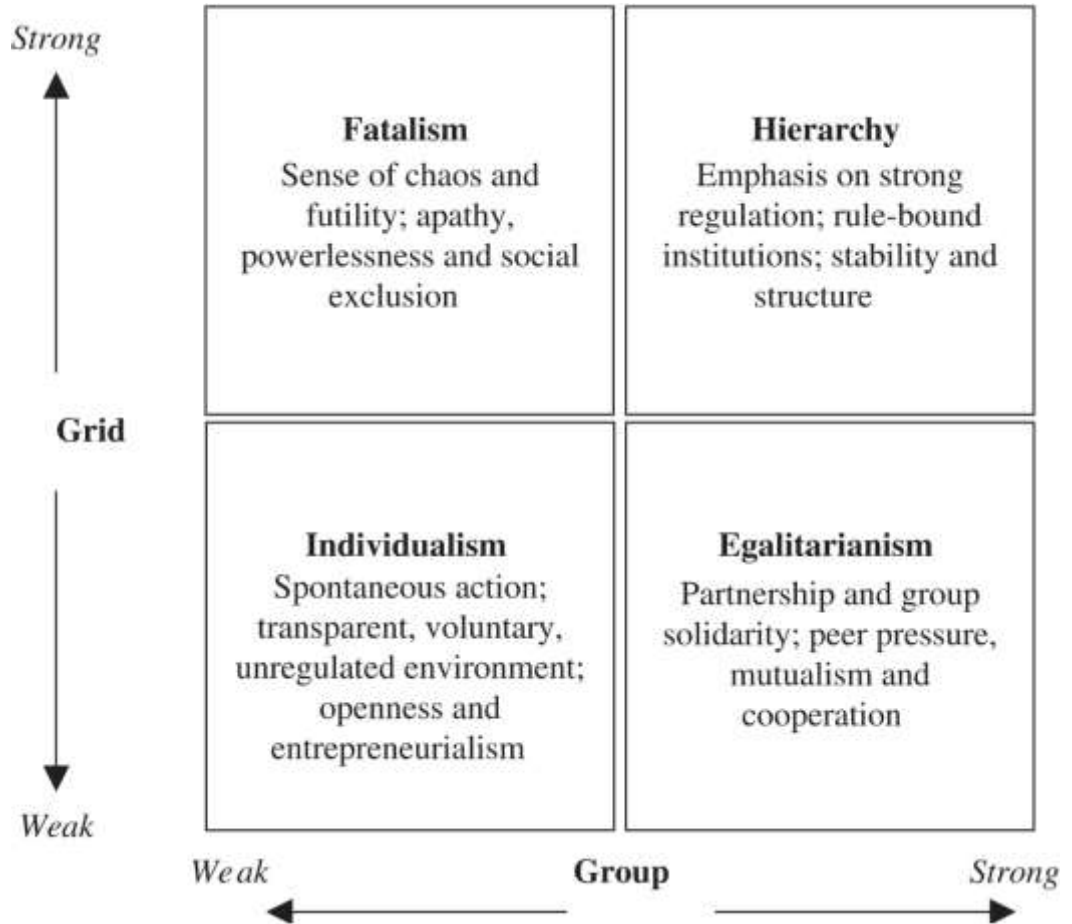 Strong
Fatalism
Sense of chaos and
futility; apathy,
powerlessness and social
exclusion
Hierarchy
Emphasis on strong
regulation; rule-bound
institutions; stability and
structure
Grid
Individualism
Spontaneous action;
transparent, voluntary,
unregulated environment;
openness and
entrepreneurialism
Egalitarianism
Partnership and group
solidarity; peer pressure,
mutualism and
cooperation
Weak
Weak
Group
Strong